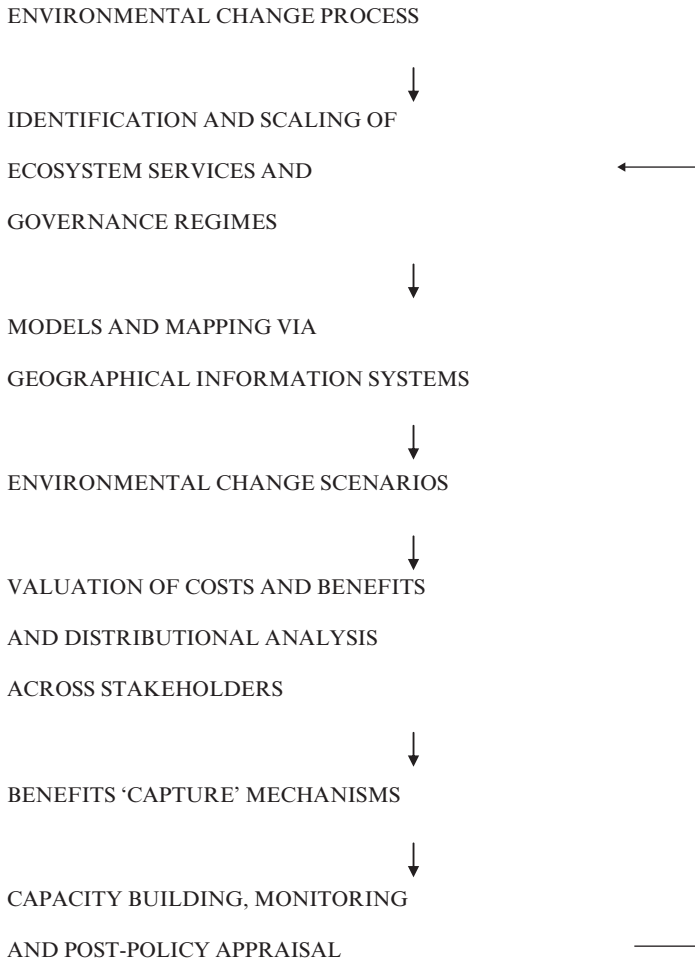 ENVIRONMENTAL CHANGE PROCESS
IDENTIFICATION AND SCALING OF
ECOSYSTEM SERVICES AND
GOVERNANCE REGIMES
MODELS AND MAPPING VIA
GEOGRAPHICAL INFORMATION SYSTEMS
ENVIRONMENTAL CHANGE SCENARIOS
VALUATION OF COSTS AND BENEFITS
AND DISTRIBUTIONAL ANALYSIS
ACROSS STAKEHOLDERS
BENEFITS ‘CAPTURE’ MECHANISMS
CAPACITY BUILDING, MONITORING
AND POST-POLICY APPRAISAL